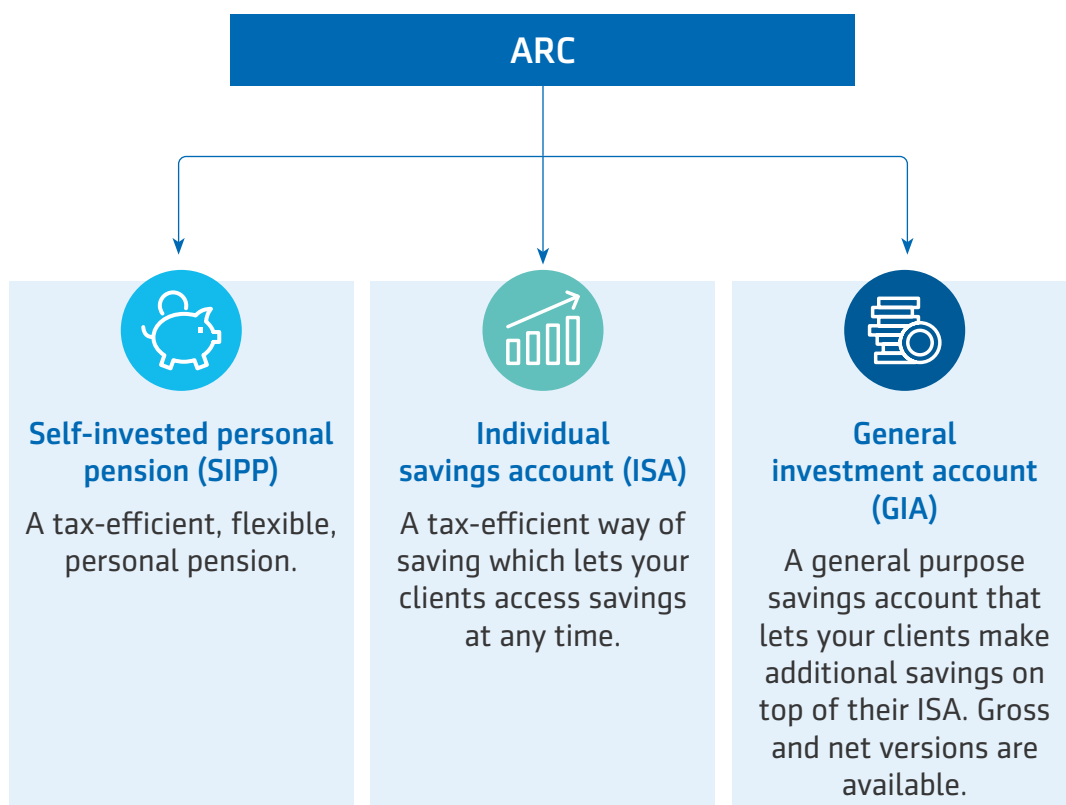 ARC
Self-invested personal
pension (SIPP)
A tax-efficient, flexible,
personal pension.
Individual
savings account (ISA)
A tax-efficient way of
saving which lets your
clients access savings
at any time.
General
investment account
(GIA)
A general purpose
savings account that
lets your clients make
additional savings on
top of their ISA. Gross
and net versions are
available.